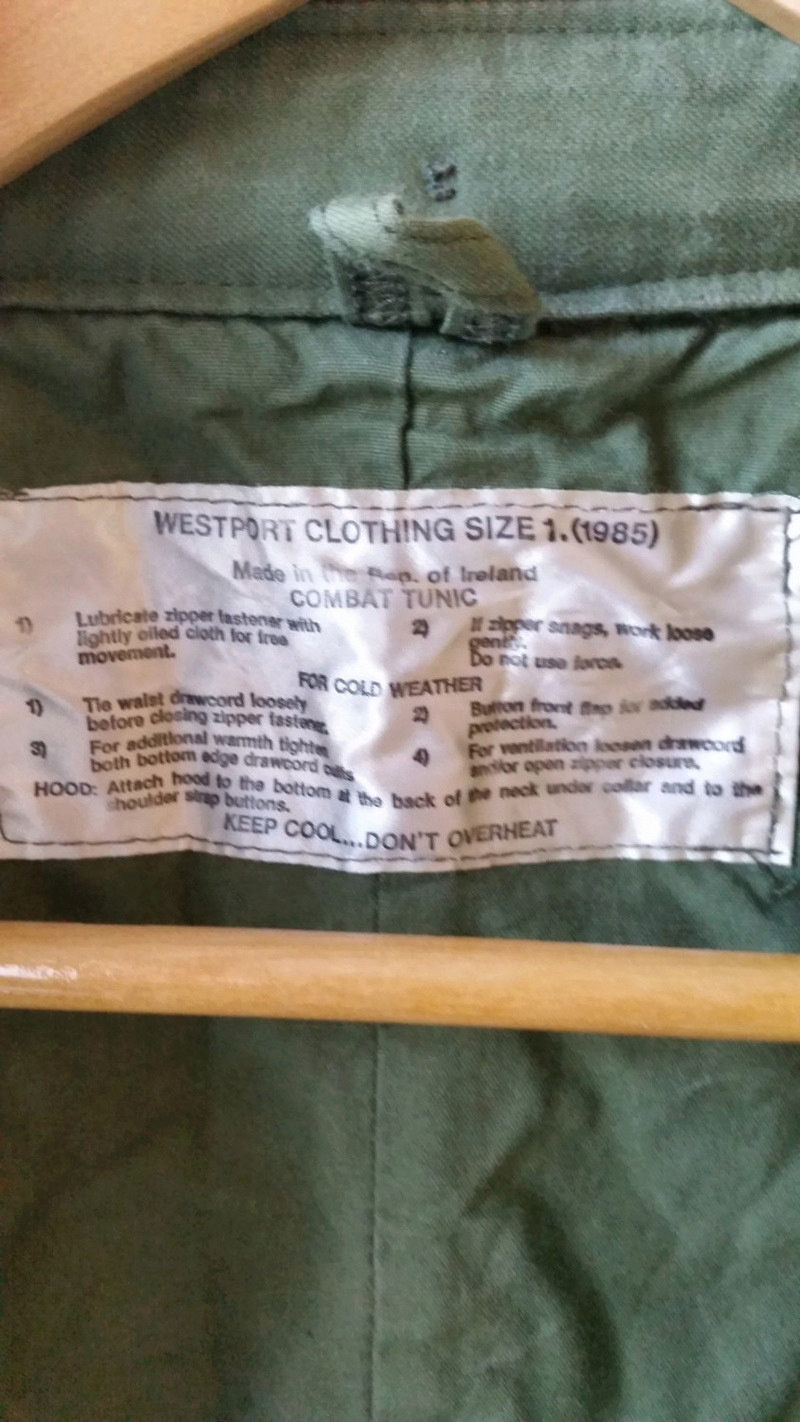 WESTPORT CLOTHING SIZE 1.(1985)
Made in the Rep. of Ireland
COMBAT TUNIC
1) Lubricate zipper fastener with
lightly oiled cloth for free
movement.
2) If zipper snags, work loose
gently.
Do not use force.
FOR COLD WEATHER
1) Tie waist drawcord loosely
before closing zipper fastener.
2) Button front flap for added
protection.
3) For additional warmth tighten
both bottom edge drawcord cuffs
4) For ventilation loosen drawcord
and/or open zipper closure.
HOOD: Attach hood to the bottom at the back of the neck under collar and to the
shoulder strap buttons.
KEEP COOL...DON'T OVERHEAT